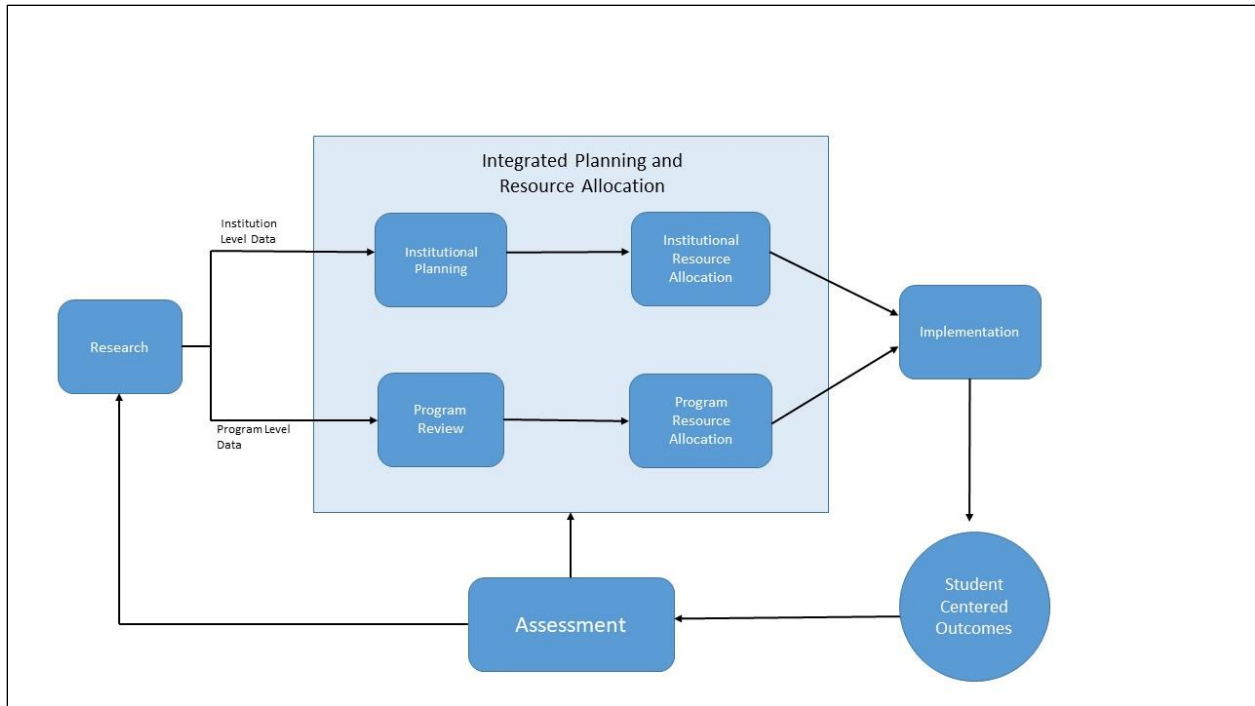 Integrated Planning and
Resource Allocation
Institution
Level Data
Institutional
Planning
Institutional
Resource
Allocation
Research
Implementation
Program Level
Data
Program
Review
Program
Resource
Allocation
Assessment
Student
Centered
Outcomes